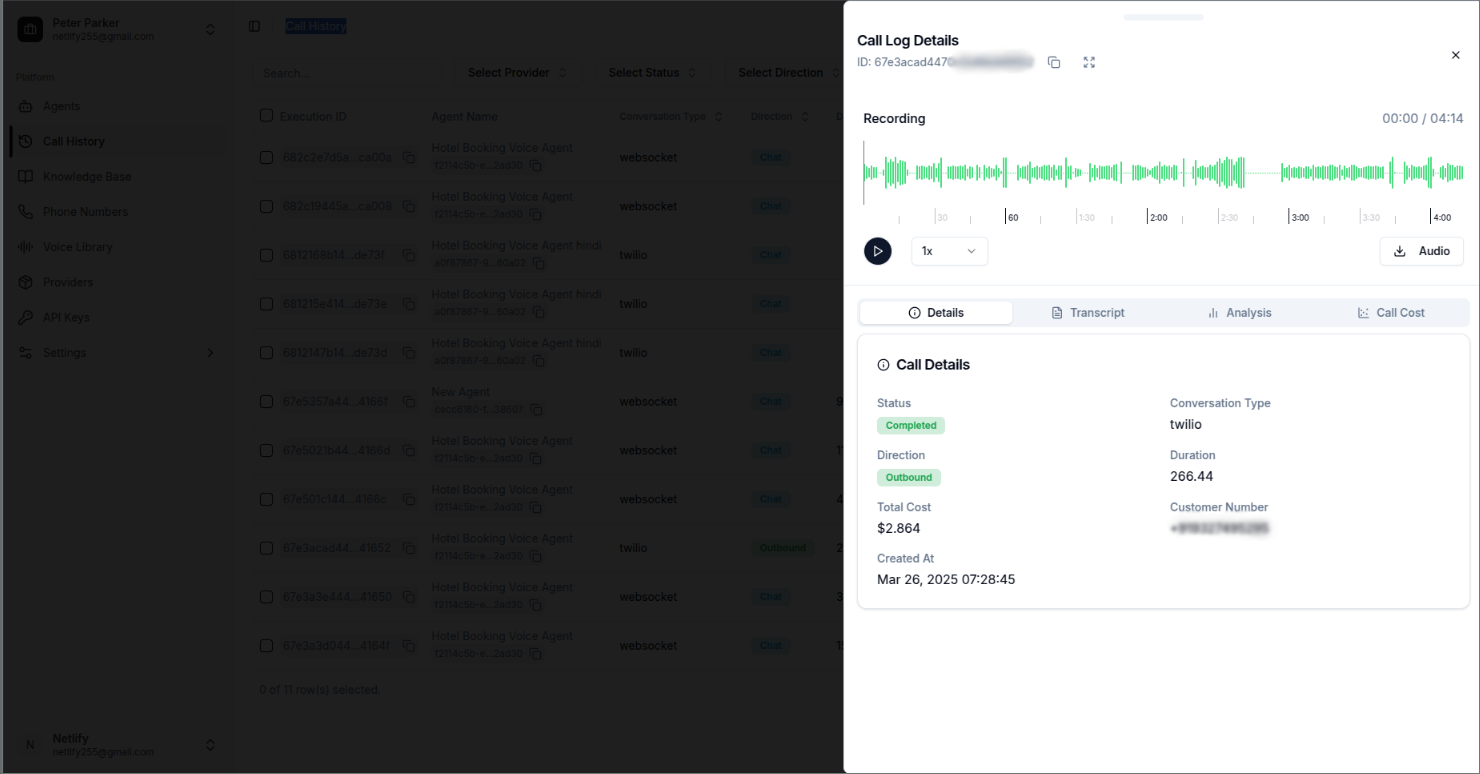 Peter Parker
netlify255@gmail.com
Platform
Agents
Call History
Knowledge Base
Phone Numbers
Voice Library
Providers
API Keys
Settings
N Netlify
netlify255@gmail.com
Call History
Search... Select Provider Select Status Select Direction
Execution ID Agent Name Conversation Type Direction
Hotel Booking Voice Agent
682c2e7d5a...ca00a websocket Chat
f2114c5b-e...2ad30
Hotel Booking Voice Agent
682c19445a...ca008 websocket Chat
f2114c5b-e...2ad30
Hotel Booking Voice Agent hindi
6812168b14...de73f twilio Chat
a0f87867-9...60a02
Hotel Booking Voice Agent hindi
681215e414...de73e twilio Chat
a0f87867-9...60a02
Hotel Booking Voice Agent hindi
6812147b14...de73d twilio Chat
a0f87867-9...60a02
New Agent
67e5357a44...4166f websocket Chat
Hotel Booking Voice Agent
67e5021b44...4166d websocket Chat
f2114c5b-e...2ad30
Hotel Booking Voice Agent
67e501c144...4166c websocket Chat
f2114c5b-e...2ad30
Hotel Booking Voice Agent
67e3acad44...41652 twilio Outbound
f2114c5b-e...2ad30
Hotel Booking Voice Agent
67e3a3e444...41650 websocket Chat
f2114c5b-e...2ad30
Hotel Booking Voice Agent
67e3a3d044...4164f websocket Chat
f2114c5b-e...2ad30
0 of 11 row(s) selected.
Call Log Details
ID: 67e3acad447
Recording 00:00 / 04:14
30 60 1:30 2:00 2:30 3:00 3:30 4:00
1x Audio
Details Transcript Analysis Call Cost
Call Details
Status Conversation Type
Completed twilio
Direction Duration
Outbound 266.44
Total Cost Customer Number
$2.864
Created At
Mar 26, 2025 07:28:45